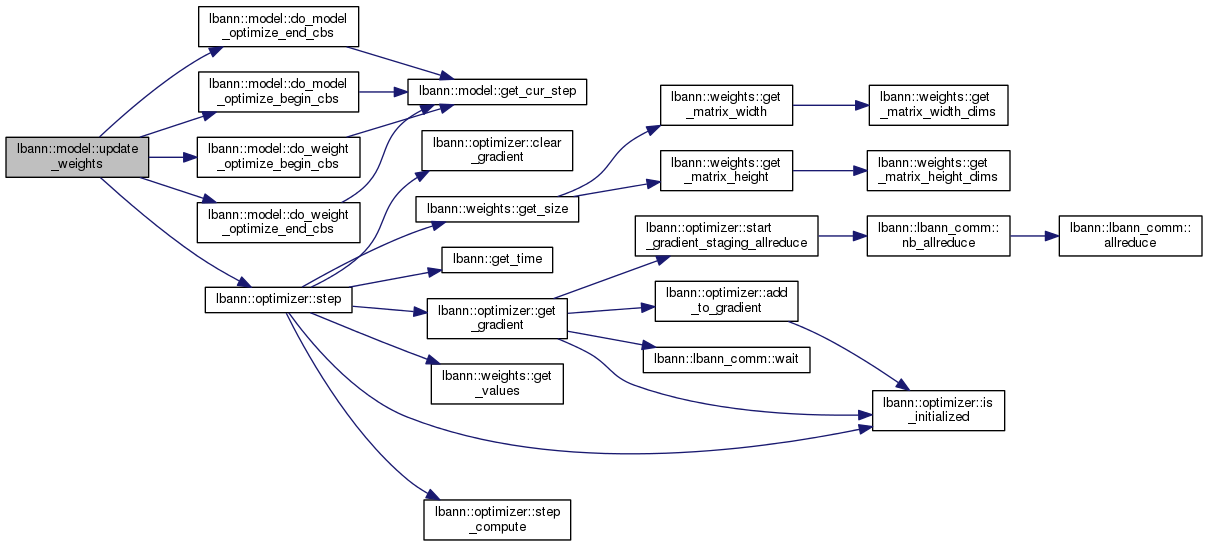 lbann::model::update
_weights
lbann::model::do_model
_optimize_end_cbs
lbann::model::do_model
_optimize_begin_cbs
lbann::model::do_weight
_optimize_begin_cbs
lbann::model::do_weight
_optimize_end_cbs
lbann::optimizer::step
lbann::model::get_cur_step
lbann::optimizer::clear
_gradient
lbann::weights::get_size
lbann::get_time
lbann::optimizer::get
_gradient
lbann::weights::get
_values
lbann::optimizer::step
_compute
lbann::weights::get
_matrix_width
lbann::weights::get
_matrix_height
lbann::optimizer::start
_gradient_staging_allreduce
lbann::optimizer::add
_to_gradient
lbann::lbann_comm::wait
lbann::weights::get
_matrix_width_dims
lbann::weights::get
_matrix_height_dims
lbann::lbann_comm::
nb_allreduce
lbann::optimizer::is
_initialized
lbann::lbann_comm::
allreduce